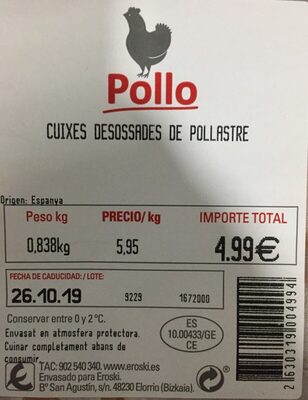 Pollo
CUIXES DESOSSADES DE POLLASTRE
Origen: Espanya
Peso kg PRECIO/kg IMPORTE TOTAL
0,838kg 5,95 4.99€
FECHA DE CADUCIDAD:/LOTE:
26.10.19 9229 1672000
Conservar entre 0 y 2°C.
Envasat en atmosfera protectora.
Cuinar completament abans de
consumir.
ES
10.00433/GE
CE
TAC: 902 540 340. www.eroski.es
Envasado para Eroski.
Bº San Agustín, s/n. 48230 Elorrio (Bizkaia).
2163031950049941